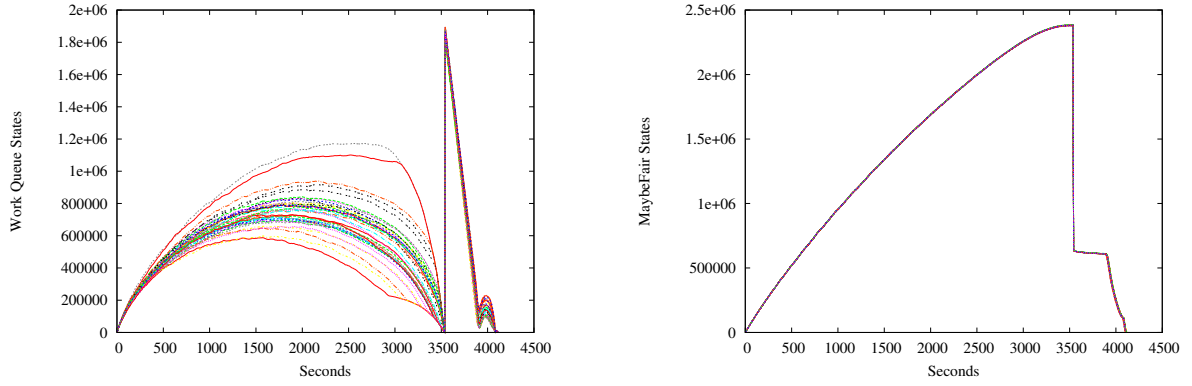 Work Queue States
2e+06
1.8e+06
1.6e+06
1.4e+06
1.2e+06
1e+06
800000
600000
400000
200000
0
0 500 1000 1500 2000 2500 3000 3500 4000 4500
Seconds
MaybeFair States
2.5e+06
2e+06
1.5e+06
1e+06
500000
0
0 500 1000 1500 2000 2500 3000 3500 4000 4500
Seconds